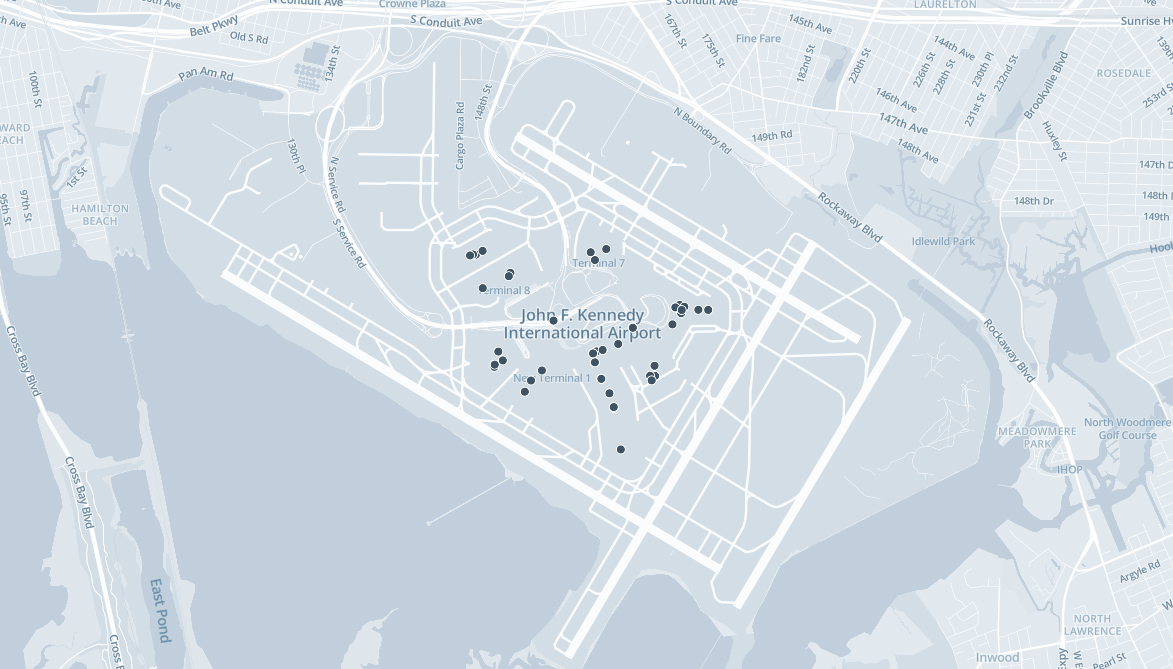 N Conduit Ave
Crowne Plaza
S Conduit Ave
S Conduit Ave
LAURELTON
Belt Pkwy
Old S Rd
Sunrise
167th St
175th St
145th Ave
Fine Fare
144th Ave
Pan Am Rd
134th St
182nd St
220th St
226th St
228th St
230th Pl
232nd St
ROSEDALE
100th St
148th St
Cargo Plaza Rd
146th Ave
231st St
Brookville Blvd
253rd St
147th Ave
N Boundary Rd
149th Rd
148th Ave
Huxley St
130th Pl
1st St
N Service Rd
147th
95th St
97th St
HAMILTON
BEACH
S Service Rd
Rockaway Blvd
148th Dr
148th
149th
Idlewild Park
Terminal 7
Terminal 8
John F. Kennedy
International Airport
New Terminal 1
Cross Bay Blvd
Rockaway Blvd
MEADOWMERE
PARK
North Woodmere
Golf Course
IHOP
Cross Bay Blvd
Argyle Rd
East Pond
NORTH
LAWRENCE
Inwood
Pearl St
Cross